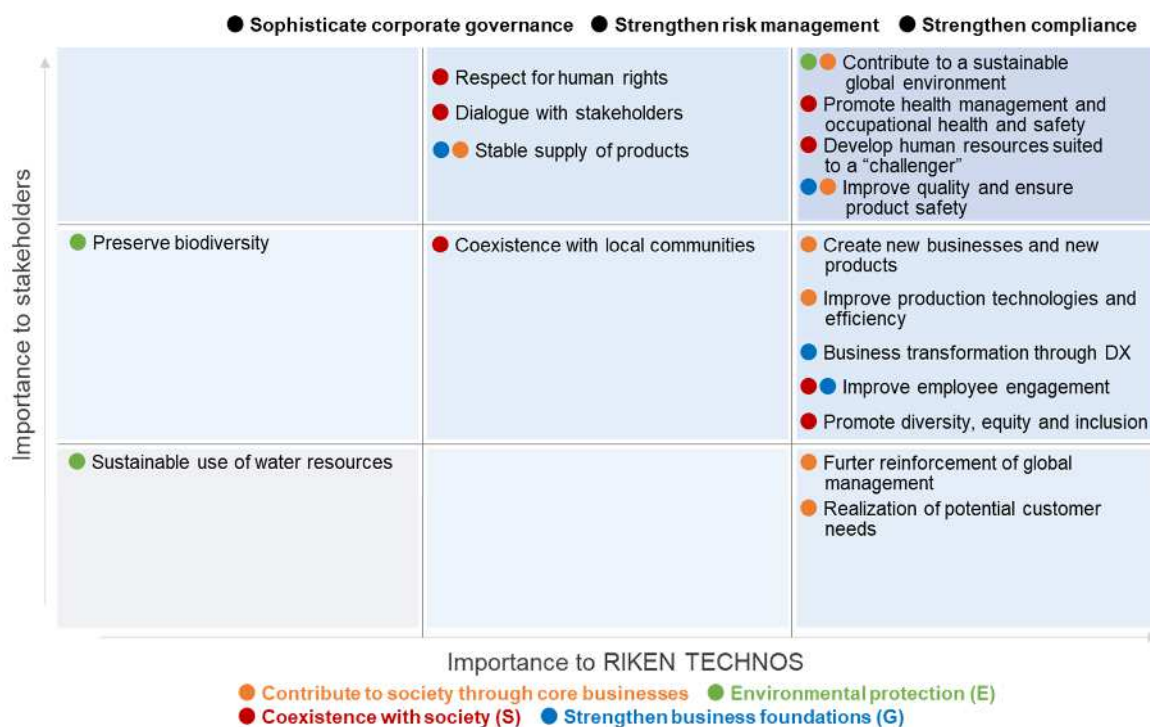 Sophisticate corporate governance Strengthen risk management Strengthen compliance
Importance to stakeholders
Respect for human rights
Dialogue with stakeholders
Stable supply of products
Contribute to a sustainable
global environment
Promote health management and
occupational health and safety
Develop human resources suited
to a “challenger”
Improve quality and ensure
product safety
Preserve biodiversity
Coexistence with local communities
Create new businesses and new
products
Improve production technologies and
efficiency
Business transformation through DX
Improve employee engagement
Promote diversity, equity and inclusion
Sustainable use of water resources
Furter reinforcement of global
management
Realization of potential customer
needs
Importance to RIKEN TECHNOS
Contribute to society through core businesses Environmental protection (E)
Coexistence with society (S) Strengthen business foundations (G)